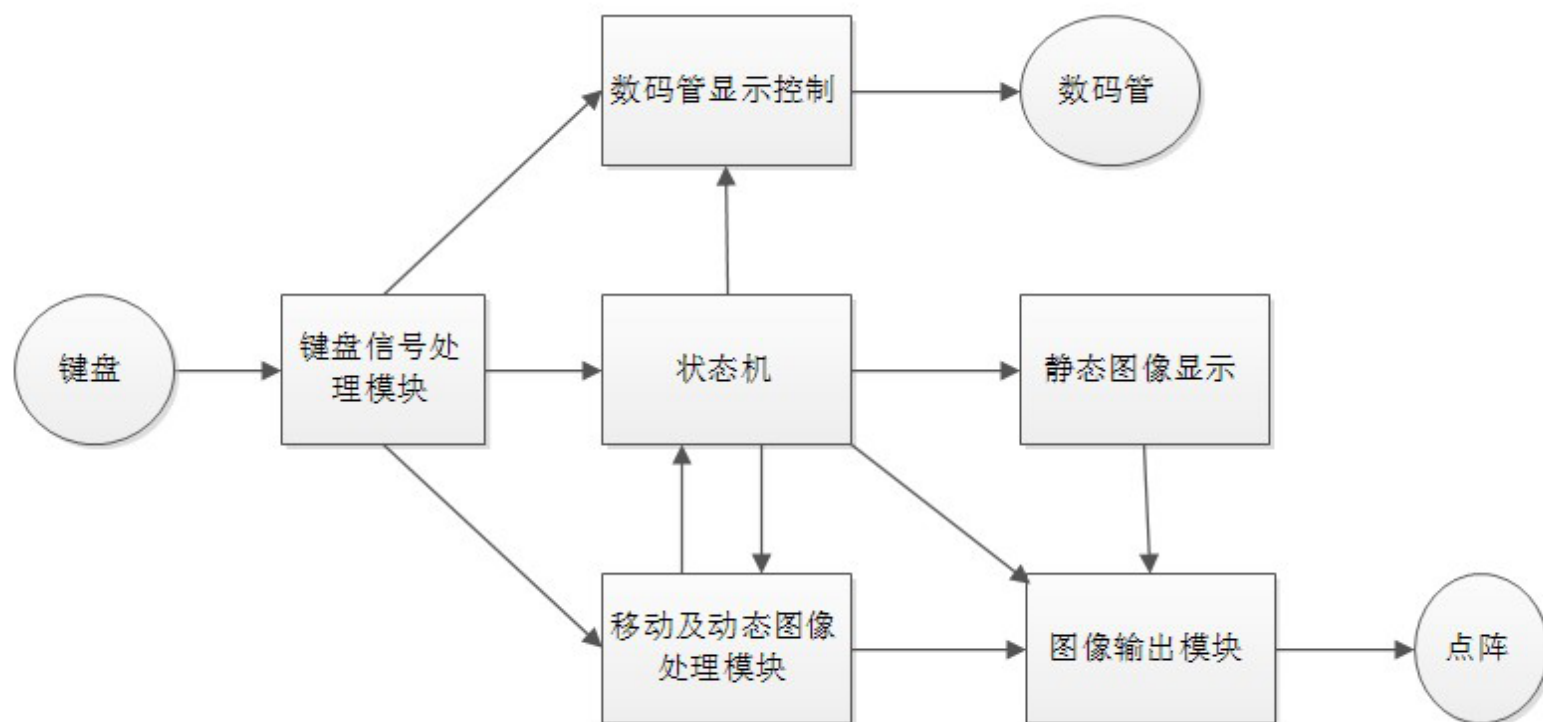 数码管显示控制
数码管
键盘
键盘信号处
理模块
状态机
静态图像显示
移动及动态图像
处理模块
图像输出模块
点阵